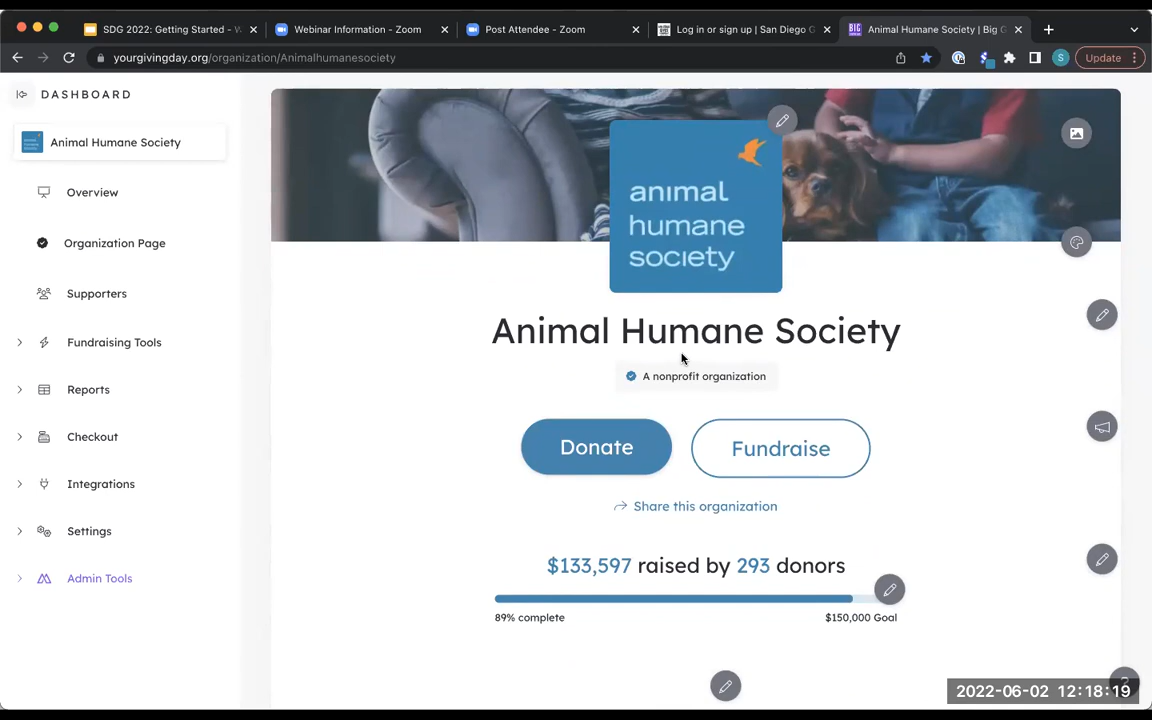 SDG 2022: Getting Started - W
Webinar Information - Zoom
Post Attendee - Zoom
Log in or sign up | San Diego G
Animal Humane Society | Big G
yourgivingday.org/organization/Animalhumanesociety
S
Update
DASHBOARD
Animal Humane Society
Overview
Organization Page
Supporters
Fundraising Tools
Reports
Checkout
Integrations
Settings
Admin Tools
animal
humane
society
Animal Humane Society
A nonprofit organization
Donate
Fundraise
Share this organization
$133,597 raised by 293 donors
89% complete
$150,000 Goal
2022-06-02 12:18:19